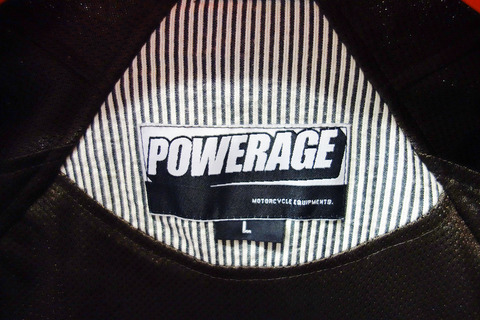 POWERAGE
MOTORCYCLE EQUIPMENTS.
L